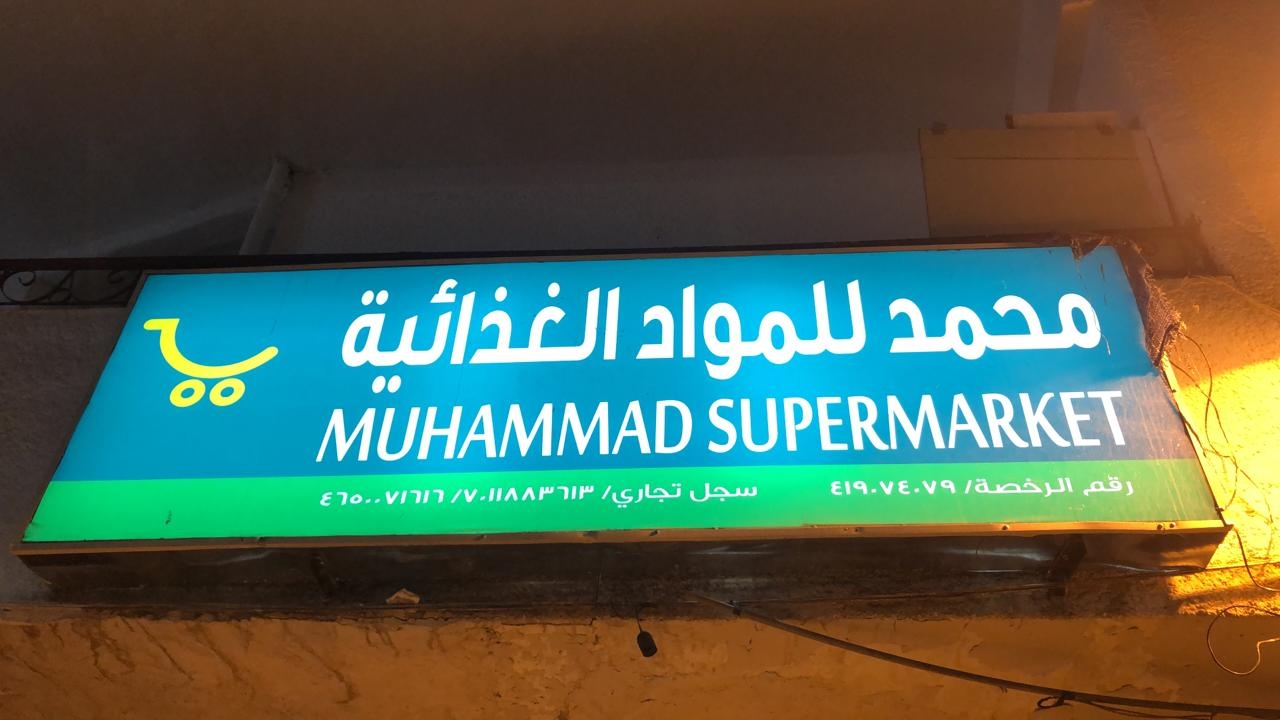 محمد للمواد الغذائية
MUHAMMAD SUPERMARKET
رقم الرخصة/ ٤١٩٠٧٤٠٧٩ سجل تجاري/ ٧٠١١٨٨٣٦١٣/ ٤٦٥٠٠٧١٦١٦